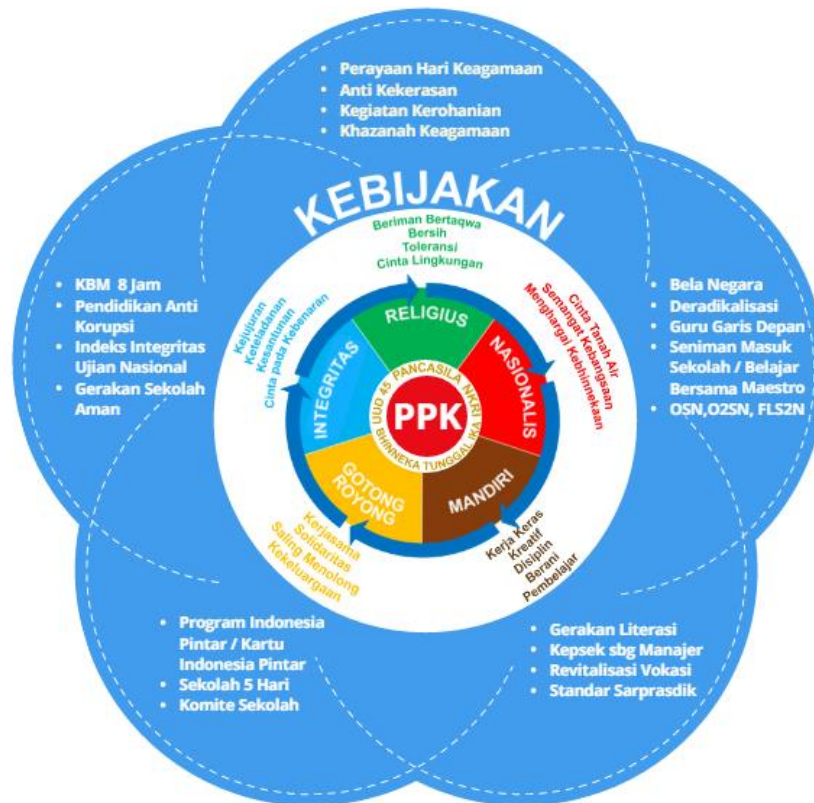 • Perayaan Hari Keagamaan
• Anti Kekerasan
• Kegiatan Kerohanian
• Khazanah Keagamaan
KEBIJAKAN
Beriman Bertaqwa
Bersih
Toleransi
Cinta Lingkungan
• KBM 8 Jam
• Pendidikan Anti
Korupsi
• Indeks Integritas
Ujian Nasional
• Gerakan Sekolah
Aman
Kejujuran
Keteladanan
Kesantunan
Cinta pada Kebenaran
Cinta Tanah Air
Semangat Kebangsaan
Menghargai Kebhinnekaan
• Bela Negara
• Deradikalisasi
• Guru Garis Depan
• Seniman Masuk
Sekolah / Belajar
Bersama Maestro
• OSN,O2SN, FLS2N
RELIGIUS
NASIONALIS
MANDIRI
GOTONG
ROYONG
INTEGRITAS
UUD 45 PANCASILA NKRI
BHINNEKA TUNGGAL IKA
PPK
Kerjasama
Solidaritas
Saling Menolong
Kekeluargaan
Kerja Keras
Kreatif
Disiplin
Berani
Pembelajar
• Program Indonesia
Pintar / Kartu
Indonesia Pintar
• Sekolah 5 Hari
• Komite Sekolah
• Gerakan Literasi
• Kepsek sbg Manajer
• Revitalisasi Vokasi
• Standar Sarprasdik